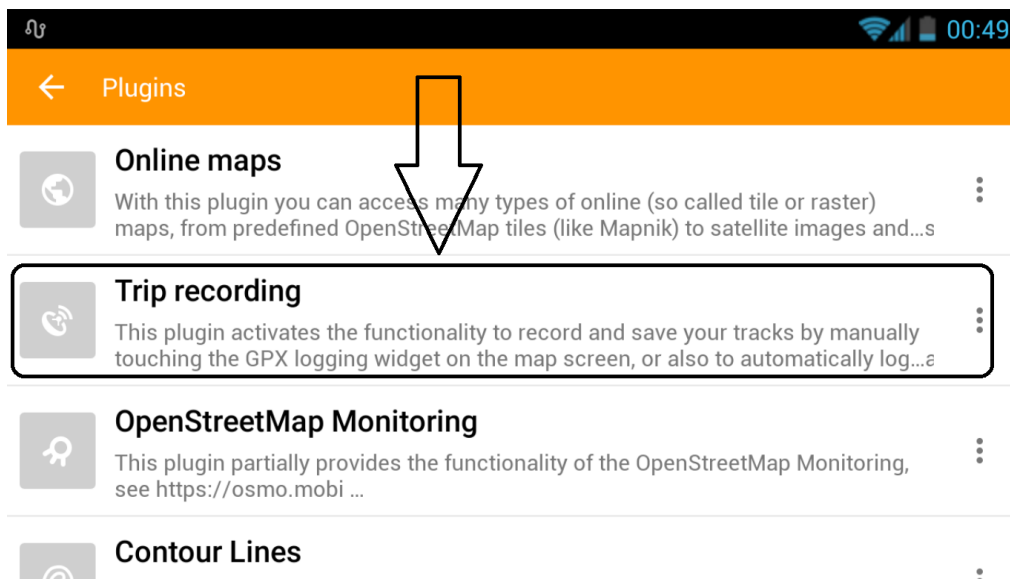 00:49
Plugins
Online maps
With this plugin you can access many types of online (so called tile or raster)
maps, from predefined OpenStreetMap tiles (like Mapnik) to satellite images and...s
Trip recording
This plugin activates the functionality to record and save your tracks by manually
touching the GPX logging widget on the map screen, or also to automatically log...a
OpenStreetMap Monitoring
This plugin partially provides the functionality of the OpenStreetMap Monitoring,
see https://osmo.mobi ...
Contour Lines